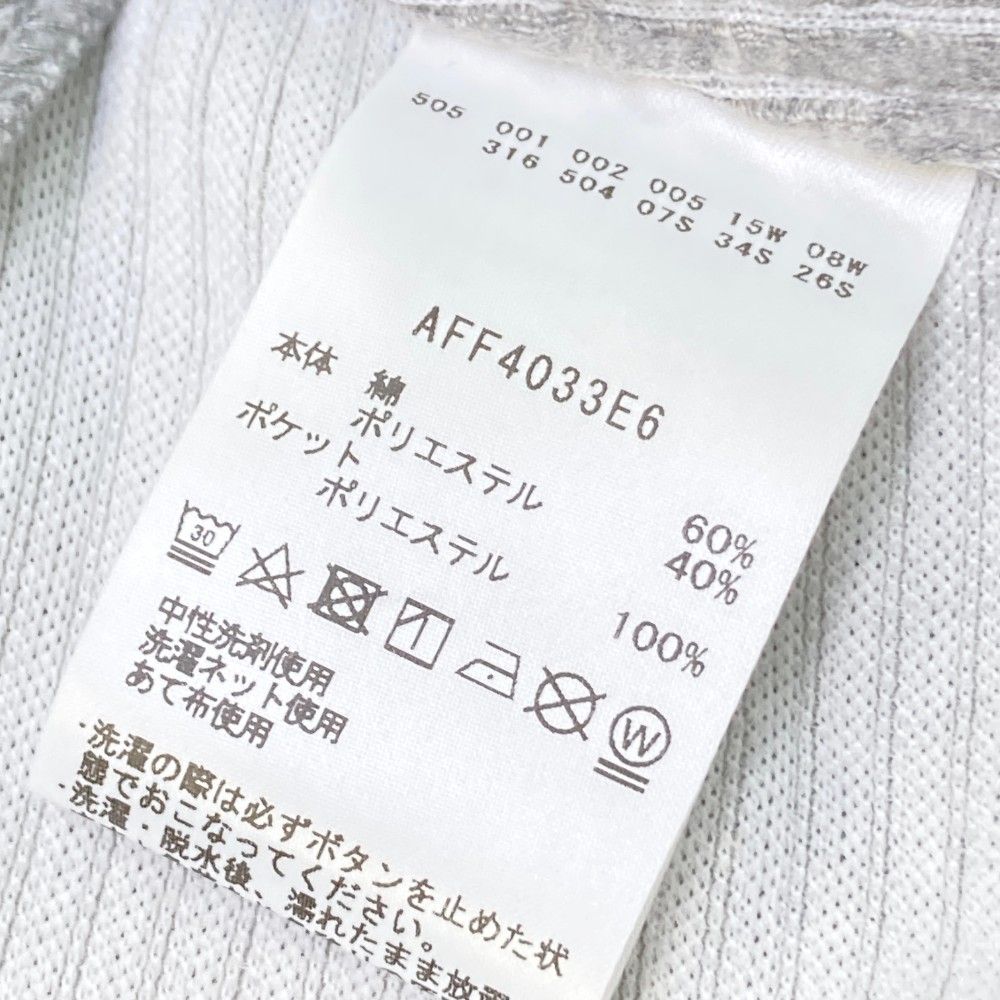 505 001 002 005 15W 08W
316 504 07S 34S 26S
AFF4033E6
本体 綿 60%
ポリエステル 40%
ポケット
ポリエステル 100%
30
W
中性洗剤使用
洗濯ネット使用
あて布使用
・洗濯の際は必ずボタンを止めた状
態でおこなってください。
・洗濯・脱水後、濡れたまま放置